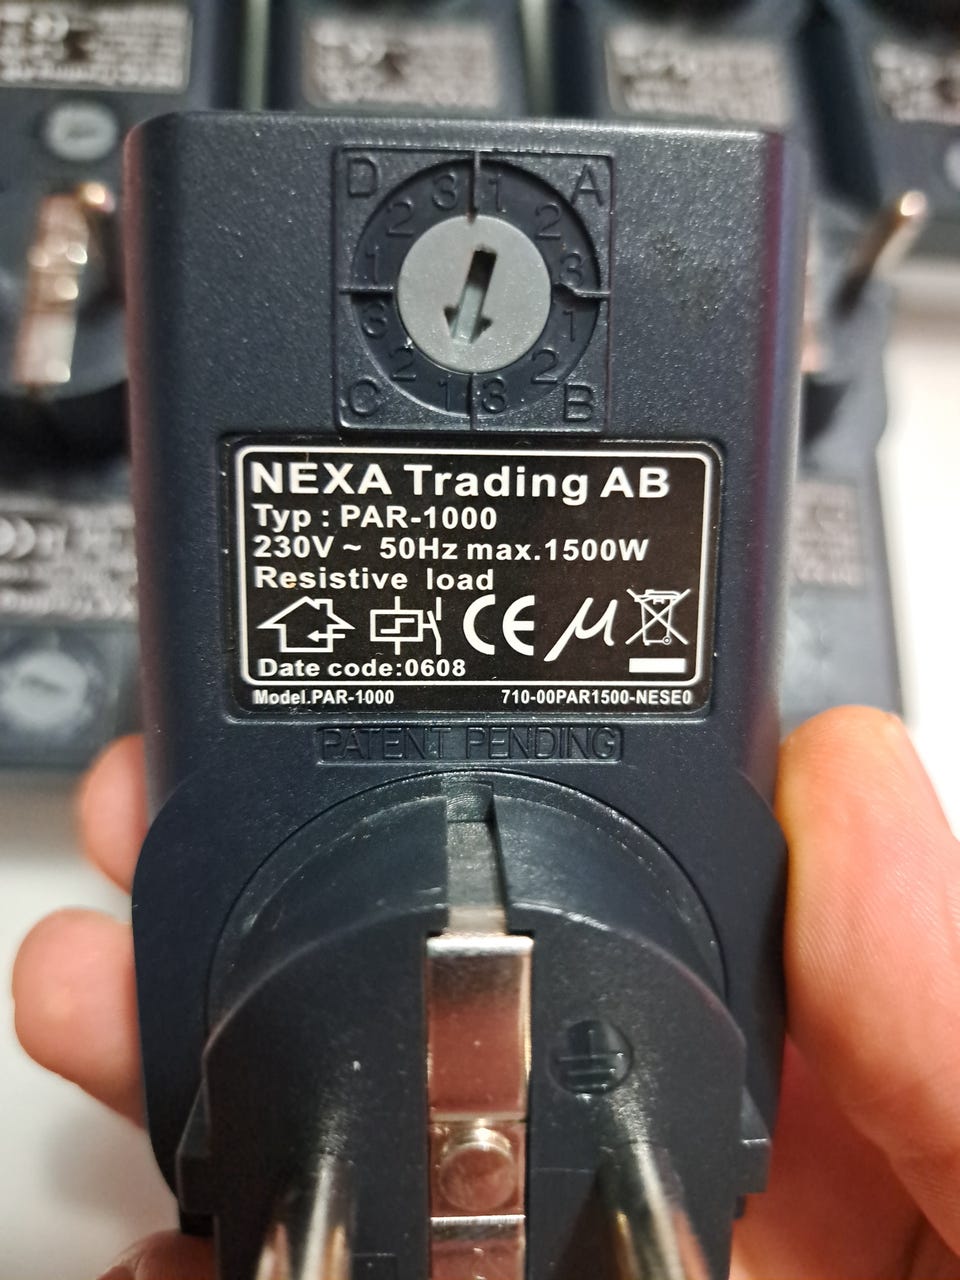 D 3 1 A
2 2
1 3
3 1
2 2
C 1 3 B
NEXA Trading AB
Typ : PAR-1000
230V ~ 50Hz max.1500W
Resistive load
CE µ
Date code:0608
Model.PAR-1000 710-00PAR1500-NESE0
PATENT PENDING